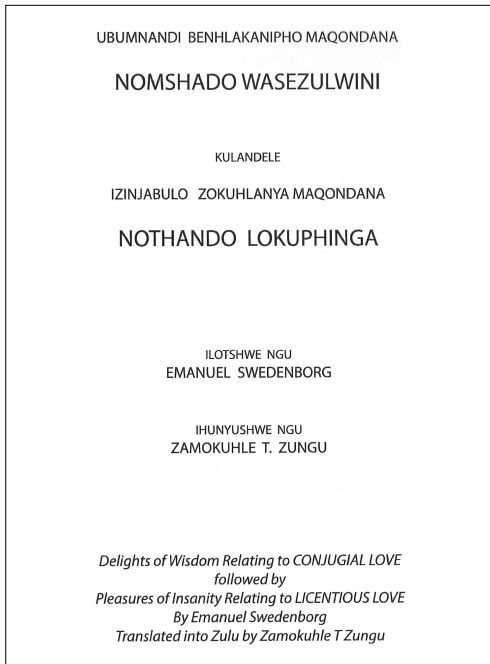 UBUMNANDI BENHLAKANIPHO MAQONDANA
NOMSHADO WASEZULWINI
KULANDELE
IZINJABULO ZOKUHLANYA MAQONDANA
NOTHANDO LOKUPHINGA
ILOTSHWE NGU
EMANUEL SWEDENBORG
IHUNYUSHWE NGU
ZAMOKUHLE T. ZUNGU
Delights of Wisdom Relating to CONJUGIAL LOVE
followed by
Pleasures of Insanity Relating to LICENTIOUS LOVE
By Emanuel Swedenborg
Translated into Zulu by Zamokuhle T Zungu